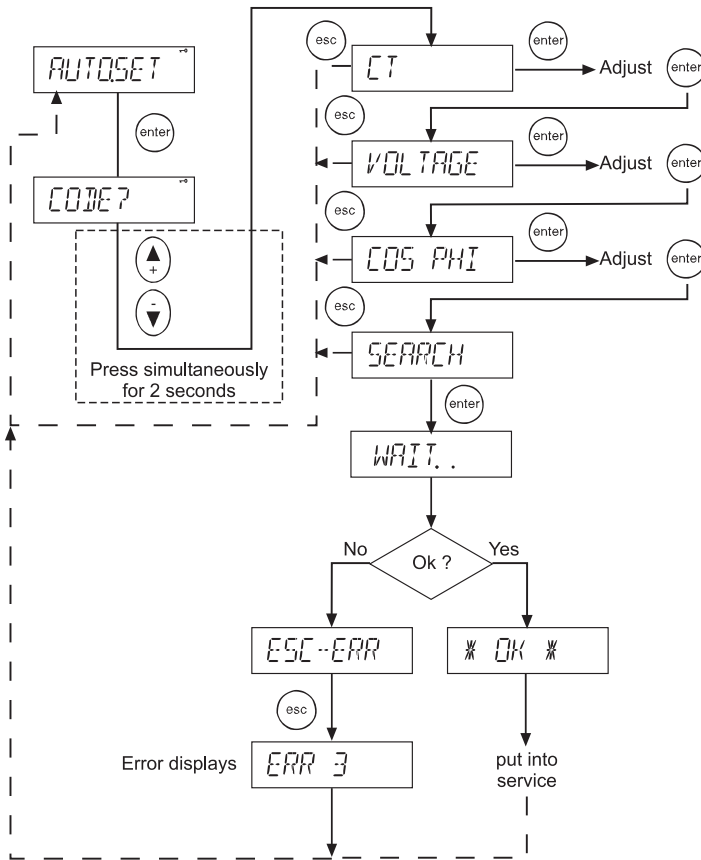 AUTO.SET
enter
CODE?
+
-
Press simultaneously
for 2 seconds
esc
CT
enter
Adjust
enter
esc
VOLTAGE
enter
Adjust
enter
esc
COS PHI
enter
Adjust
enter
esc
SEARCH
enter
WAIT..
No
Ok ?
Yes
ESC-ERR
* OK *
esc
Error displays
ERR 3
put into
service